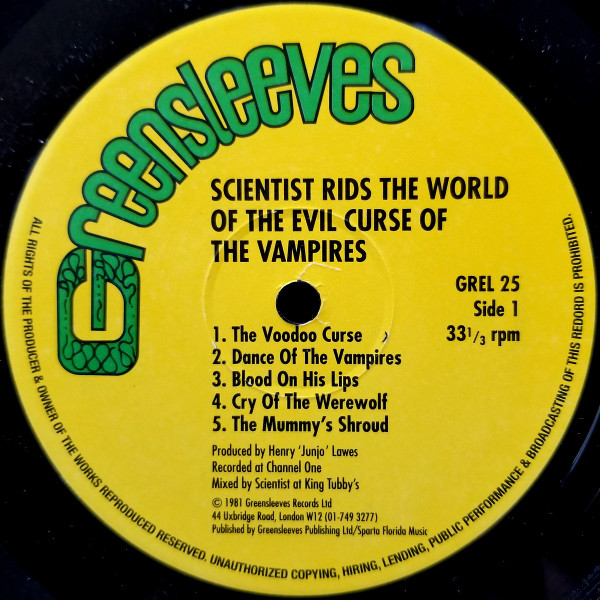 Greensleeves
SCIENTIST RIDS THE WORLD
OF THE EVIL CURSE OF
THE VAMPIRES
GREL 25
Side 1
33 1/3 rpm
1. The Voodoo Curse
2. Dance Of The Vampires
3. Blood On His Lips
4. Cry Of The Werewolf
5. The Mummy's Shroud
Produced by Henry 'Junjo' Lawes
Recorded at Channel One
Mixed by Scientist at King Tubby's
© 1981 Greensleeves Records Ltd
44 Uxbridge Road, London W12 (01-749 3277)
Published by Greensleeves Publishing Ltd/Sparta Florida Music
ALL RIGHTS OF THE PRODUCER & OWNER OF THE WORKS REPRODUCED RESERVED. UNAUTHORIZED COPYING, HIRING, LENDING, PUBLIC PERFORMANCE & BROADCASTING OF THIS RECORD IS PROHIBITED.